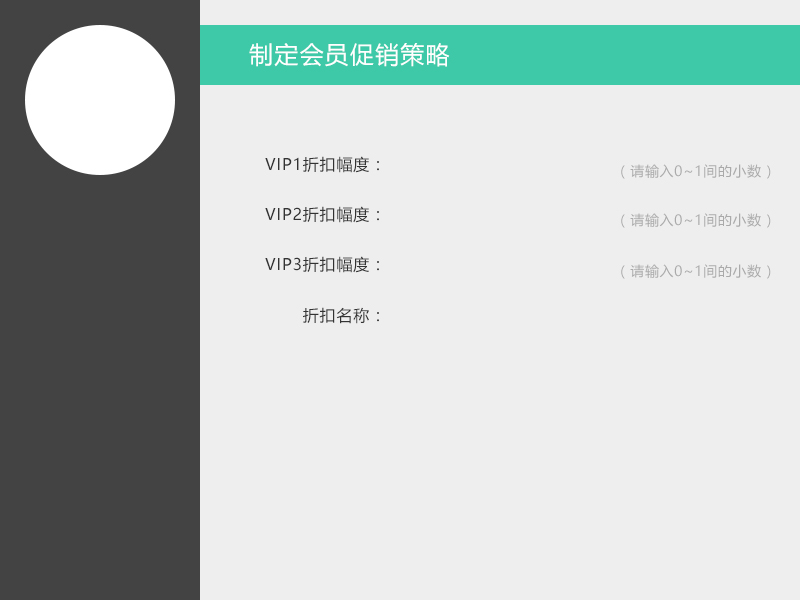 制定会员促销策略
VIP1折扣幅度：
（请输入0~1间的小数）
VIP2折扣幅度：
（请输入0~1间的小数）
VIP3折扣幅度：
（请输入0~1间的小数）
折扣名称：